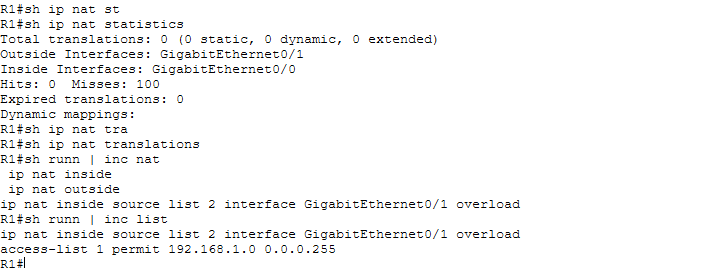 R1#sh ip nat st
R1#sh ip nat statistics
Total translations: 0 (0 static, 0 dynamic, 0 extended)
Outside Interfaces: GigabitEthernet0/1
Inside Interfaces: GigabitEthernet0/0
Hits: 0  Misses: 100
Expired translations: 0
Dynamic mappings:
R1#sh ip nat tra
R1#sh ip nat translations
R1#sh runn | inc nat
 ip nat inside
 ip nat outside
ip nat inside source list 2 interface GigabitEthernet0/1 overload
R1#sh runn | inc list
ip nat inside source list 2 interface GigabitEthernet0/1 overload
access-list 1 permit 192.168.1.0 0.0.0.255
R1#